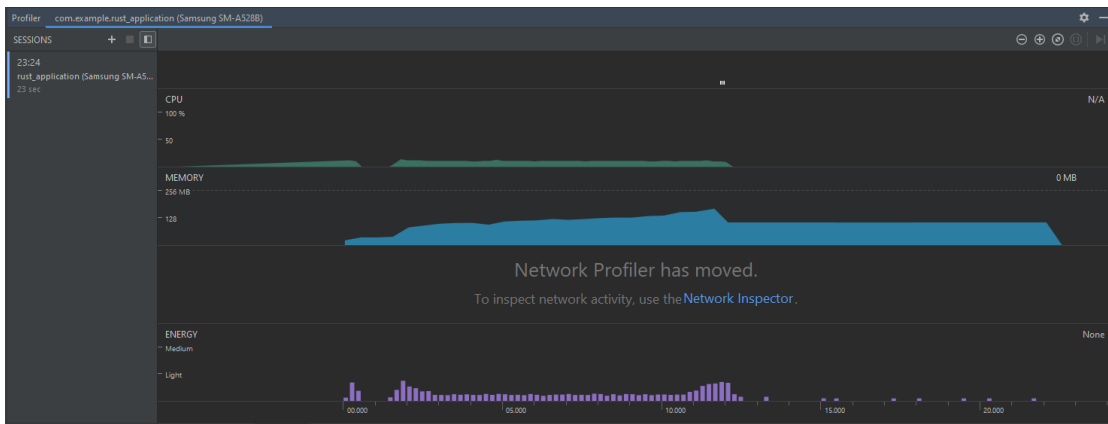 Profiler com.example.rust_application (Samsung SM-A528B)
SESSIONS
23:24
rust_application (Samsung SM-A5...
23 sec
CPU N/A
100 %
50
MEMORY 0 MB
256 MB
128
Network Profiler has moved.
To inspect network activity, use the Network Inspector.
ENERGY None
Medium
Light
00.000 05.000 10.000 15.000 20.000